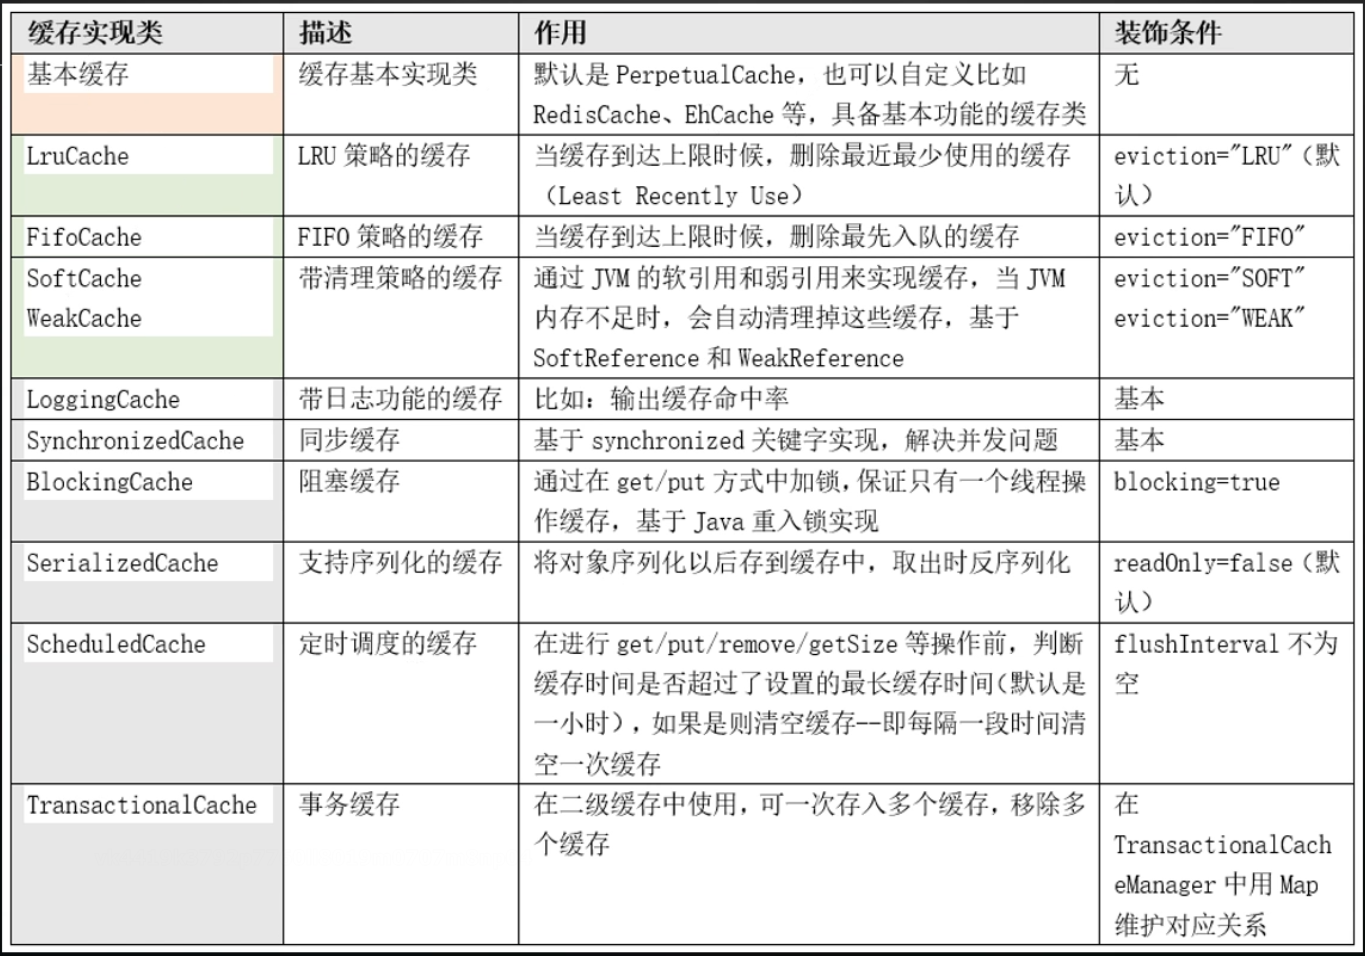 缓存实现类 描述 作用 装饰条件
基本缓存 缓存基本实现类 默认是 PerpetualCache，也可以自定义比如 无
RedisCache、EhCache 等，具备基本功能的缓存类
LruCache LRU 策略的缓存 当缓存到达上限时候，删除最近最少使用的缓存 eviction="LRU"（默
（Least Recently Use） 认）
FifoCache FIFO 策略的缓存 当缓存到达上限时候，删除最先入队的缓存 eviction="FIFO"
SoftCache 带清理策略的缓存 通过 JVM 的软引用和弱引用来实现缓存，当 JVM eviction="SOFT"
WeakCache 内存不足时，会自动清理掉这些缓存，基于 eviction="WEAK"
SoftReference 和 WeakReference
LoggingCache 带日志功能的缓存 比如：输出缓存命中率 基本
SynchronizedCache 同步缓存 基于 synchronized 关键字实现，解决并发问题 基本
BlockingCache 阻塞缓存 通过在 get/put 方式中加锁，保证只有一个线程操 blocking=true
作缓存，基于 Java 重入锁实现
SerializedCache 支持序列化的缓存 将对象序列化以后存到缓存中，取出时反序列化 readOnly=false（默
认）
ScheduledCache 定时调度的缓存 在进行 get/put/remove/getSize 等操作前，判断 flushInterval 不为
缓存时间是否超过了设置的最长缓存时间（默认是 空
一小时），如果是则清空缓存--即每隔一段时间清
空一次缓存
TransactionalCache 事务缓存 在二级缓存中使用，可一次存入多个缓存，移除多 在
个缓存 TransactionalCach
eManager 中用 Map
维护对应关系